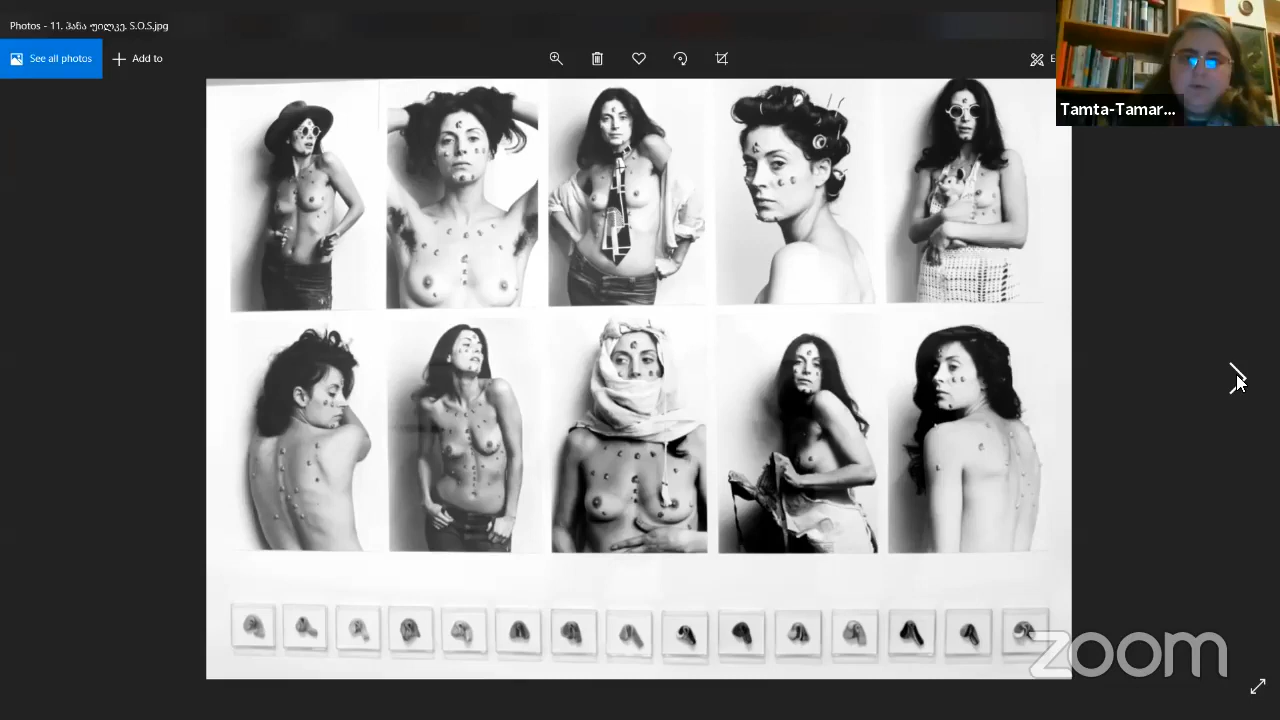 Photos - 11. ჰანა უილკე. S.O.S.jpg
See all photos
Add to
E
Tamta-Tamar...
zoom